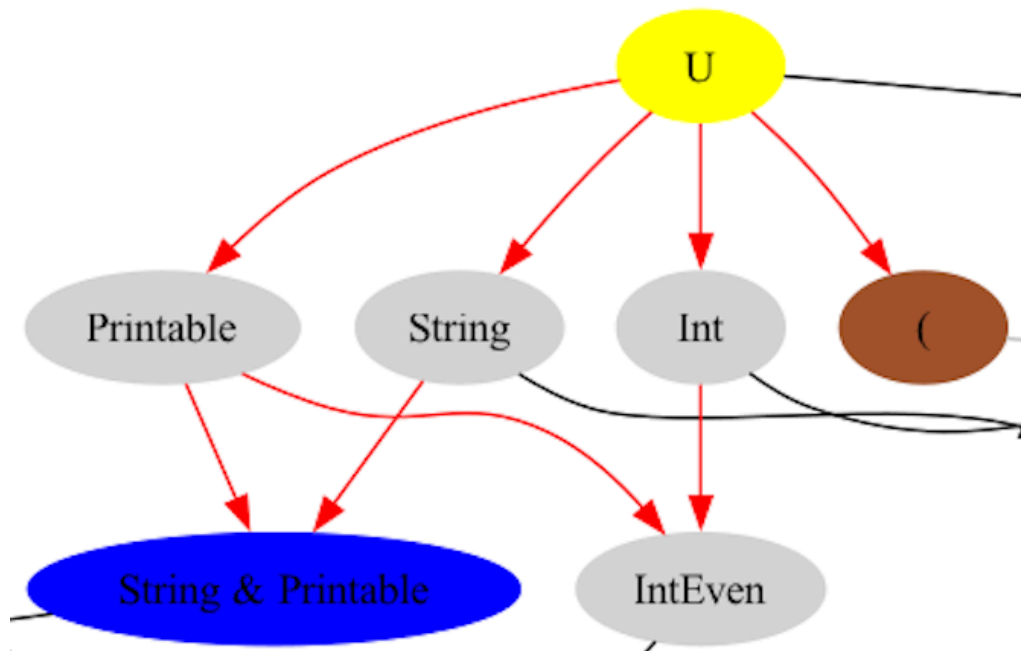 U
Printable
String
Int
(
String & Printable
IntEven